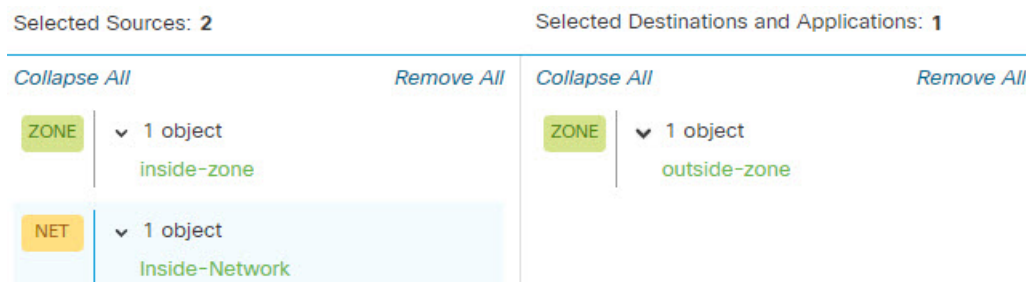 Selected Sources: 2
Collapse All Remove All
ZONE 1 object
inside-zone
NET 1 object
Inside-Network
Selected Destinations and Applications: 1
Collapse All Remove All
ZONE 1 object
outside-zone